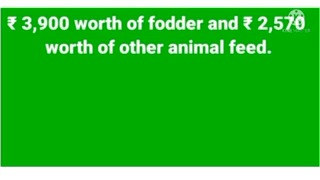 ₹ 3,900 worth of fodder and ₹ 2,570
worth of other animal feed.